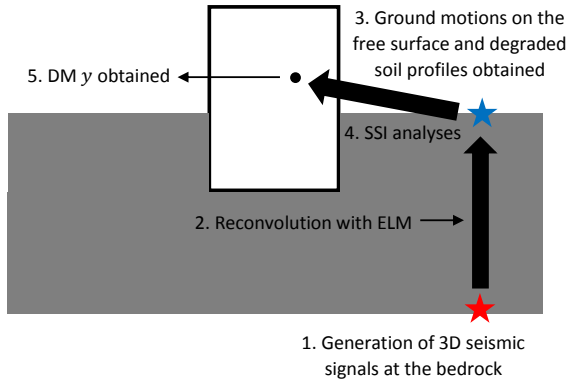 3. Ground motions on the
free surface and degraded
soil profiles obtained
5. DM y obtained
4. SSI analyses
2. Reconvolution with ELM
1. Generation of 3D seismic
signals at the bedrock